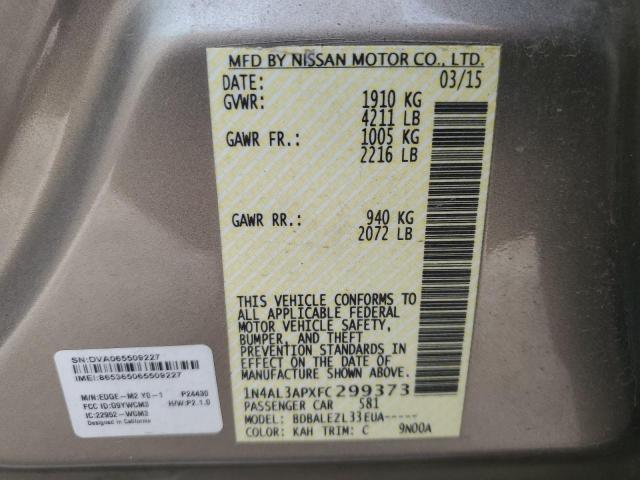 MFD BY NISSAN MOTOR CO., LTD.
DATE: 03/15
GVWR: 1910 KG
4211 LB
GAWR FR.: 1005 KG
2216 LB
GAWR RR.: 940 KG
2072 LB
THIS VEHICLE CONFORMS TO
ALL APPLICABLE FEDERAL
MOTOR VEHICLE SAFETY,
BUMPER, AND THEFT
PREVENTION STANDARDS IN
EFFECT ON THE DATE OF
MANUFACTURE SHOWN ABOVE.
1N4AL3APXFC299373
PASSENGER CAR S81
MODEL: BDBALEZL33EUA-----
COLOR: KAH TRIM: C 9N00A
SN:DVA065509227
IMEI:865365065509227
M/N:EDGE-M2 Y0-1 P24430
FCC ID:O9YWCM3 H/W:P2.1.0
IC:22952-WCM3
Designed in California